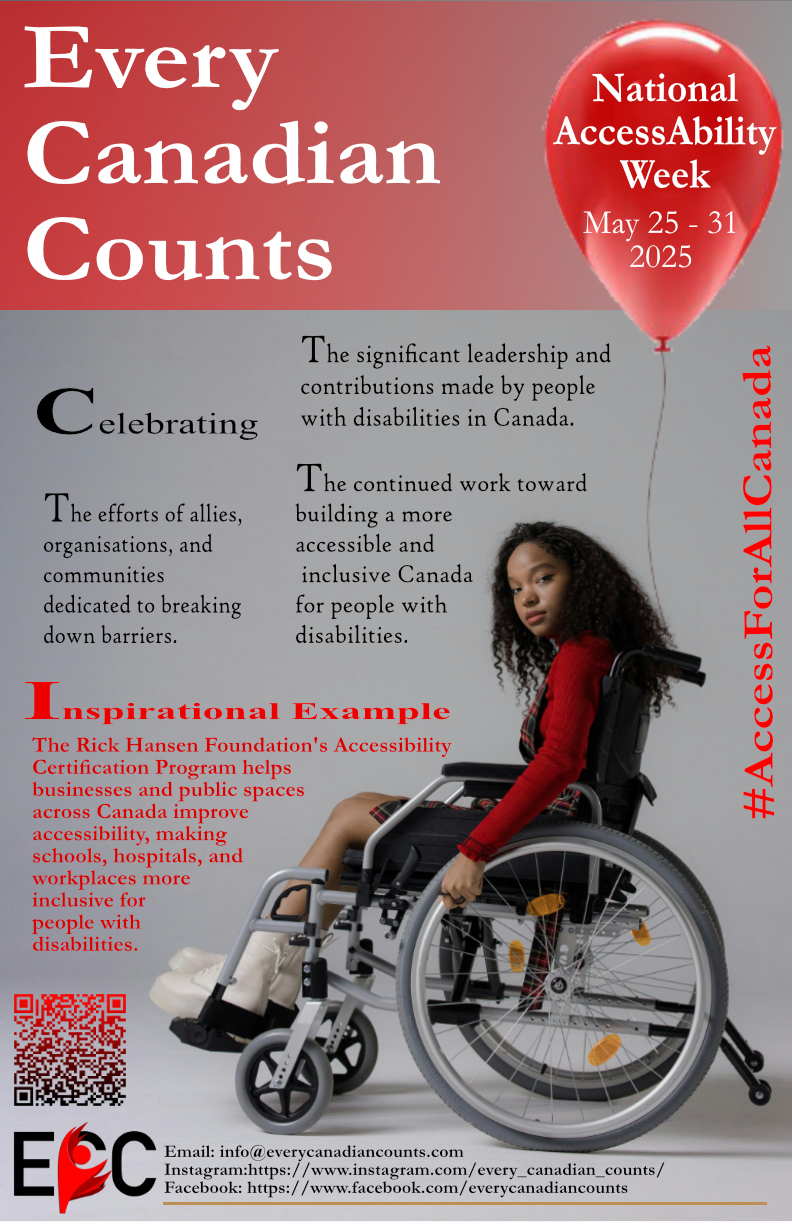 Every
Canadian
Counts
National
AccessAbility
Week
May 25 - 31
2025
Celebrating
The significant leadership and
contributions made by people
with disabilities in Canada.
The efforts of allies,
organisations, and
communities
dedicated to breaking
down barriers.
The continued work toward
building a more
accessible and
inclusive Canada
for people with
disabilities.
#AccessForAllCanada
Inspirational Example
The Rick Hansen Foundation's Accessibility
Certification Program helps
businesses and public spaces
across Canada improve
accessibility, making
schools, hospitals, and
workplaces more
inclusive for
people with
disabilities.
ECC
Email: info@everycanadiancounts.com
Instagram:https://www.instagram.com/every_canadian_counts/
Facebook: https://www.facebook.com/everycanadiancounts